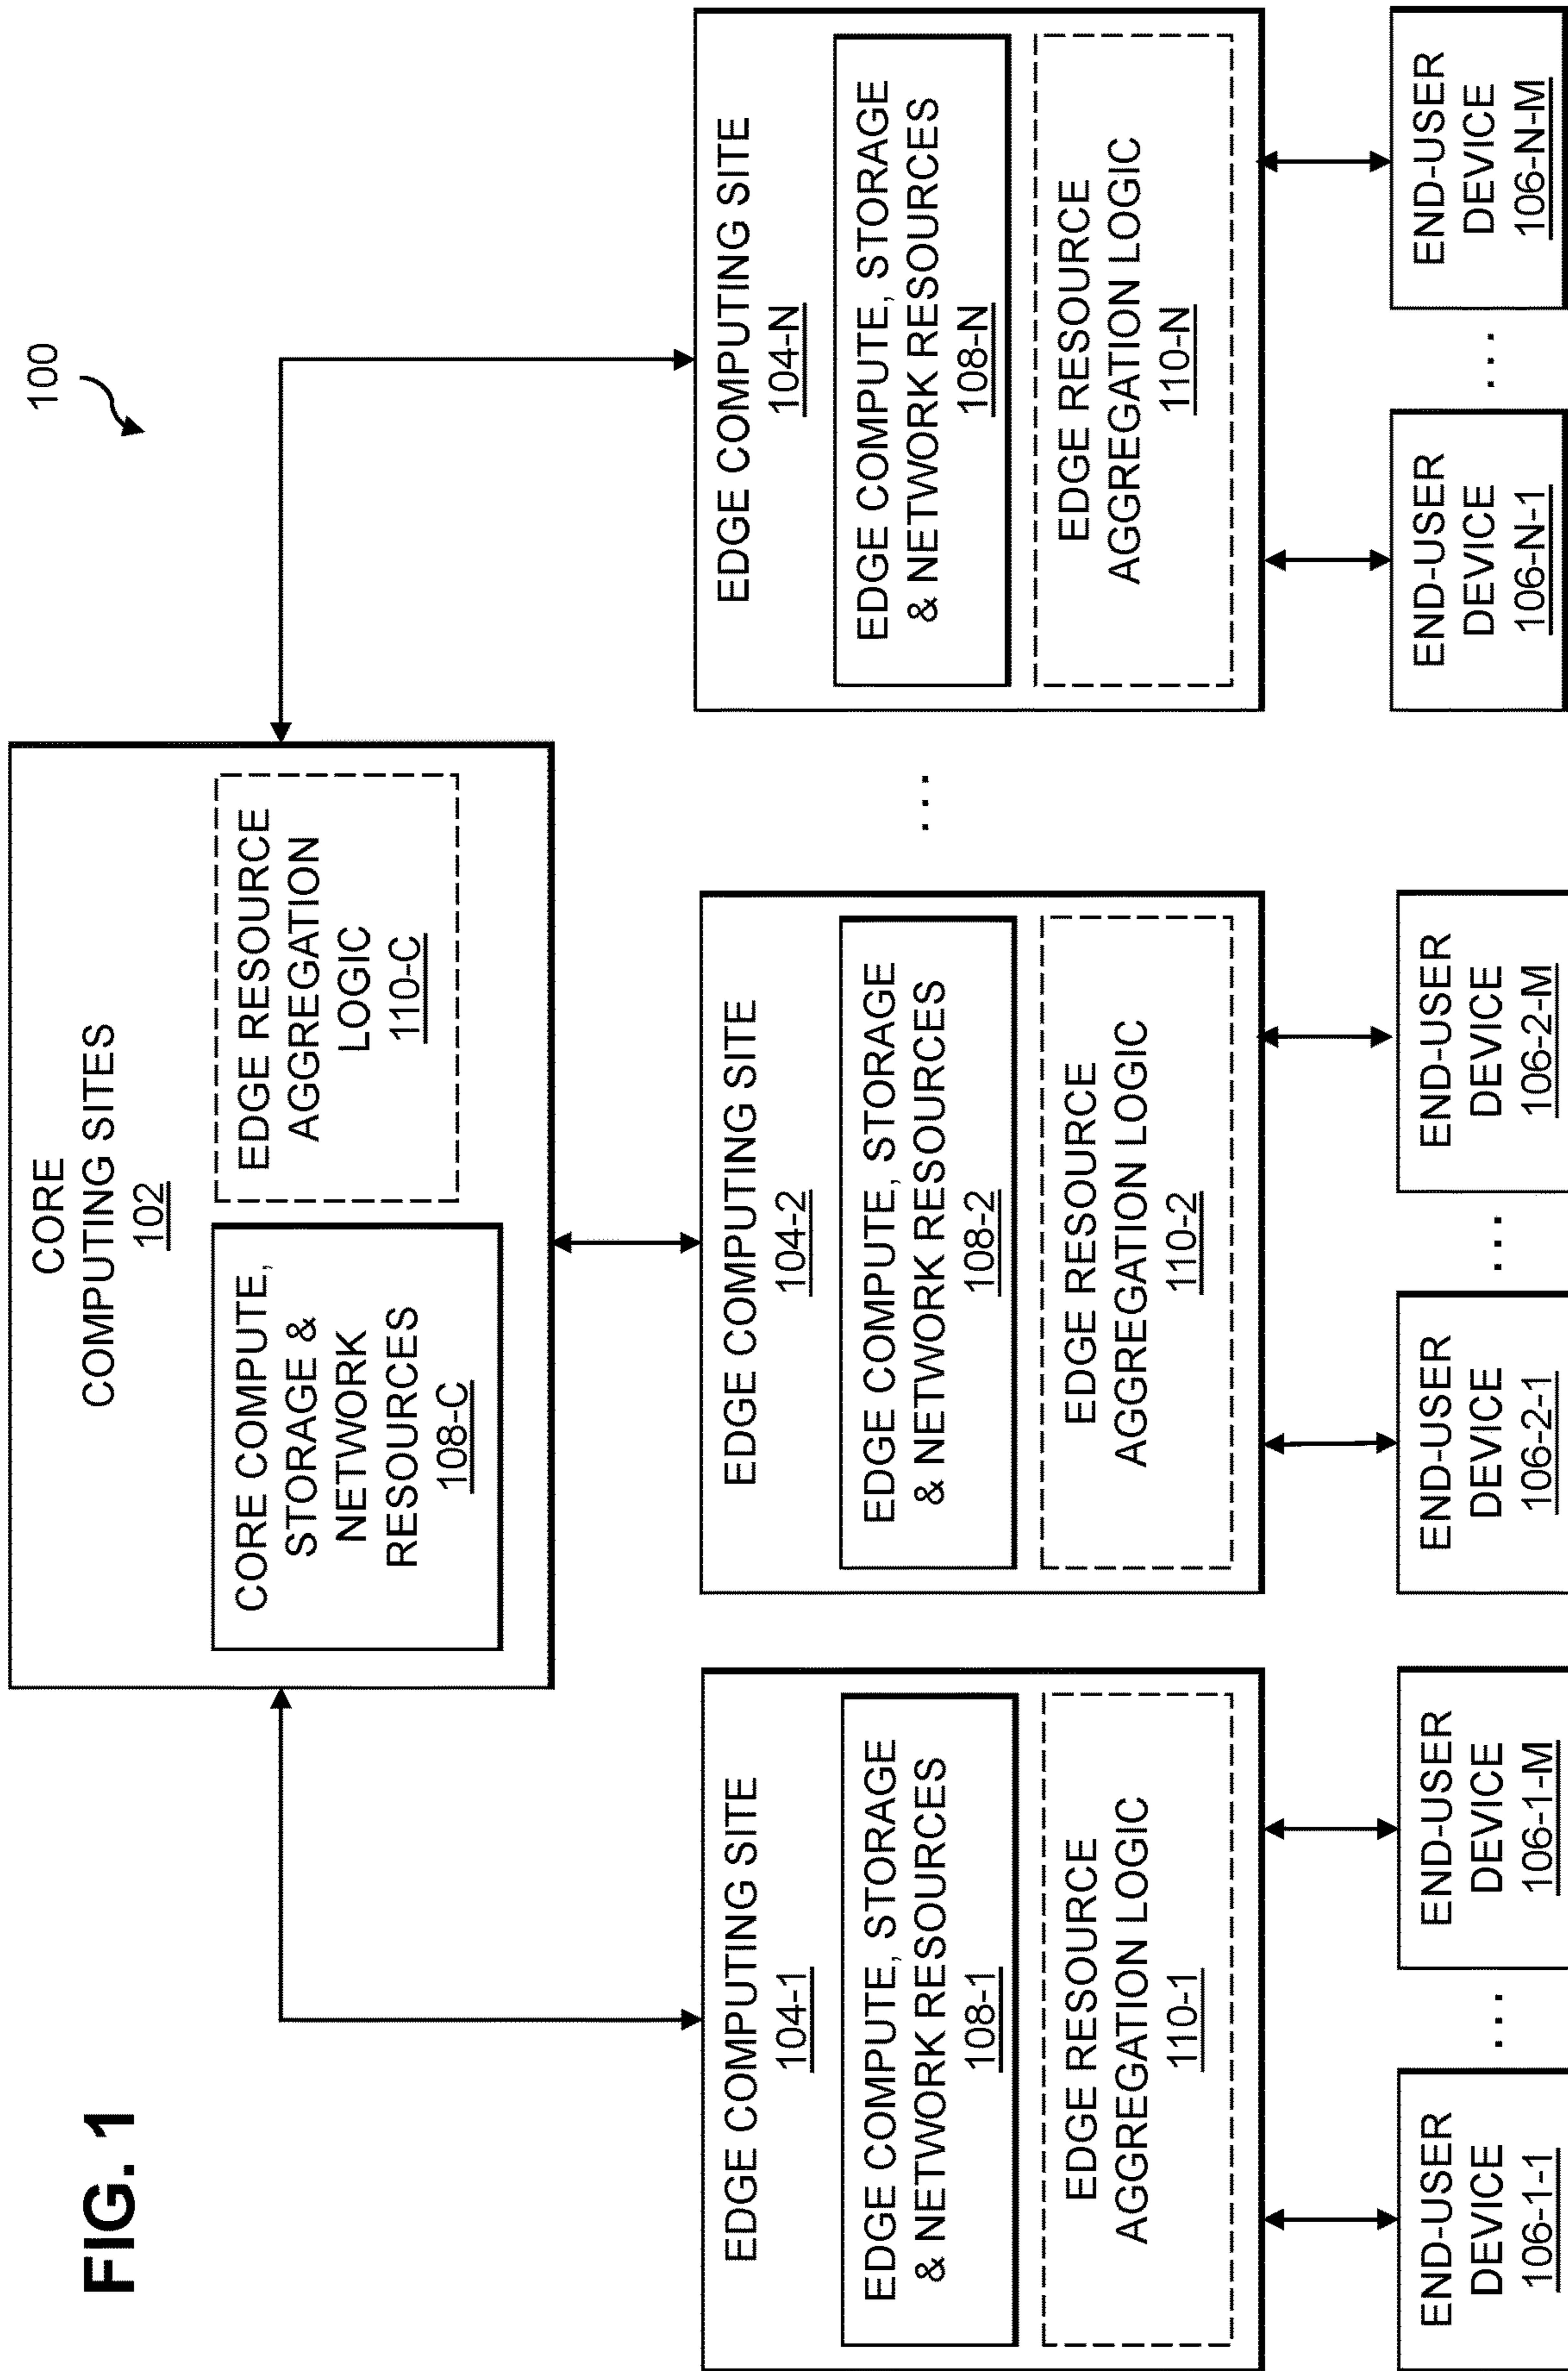 FIG. 1
100
CORE
COMPUTING SITES
102
CORE COMPUTE,
STORAGE &
NETWORK
RESOURCES
108-C
EDGE RESOURCE
AGGREGATION
LOGIC
110-C
EDGE COMPUTING SITE
104-1
EDGE COMPUTE, STORAGE
& NETWORK RESOURCES
108-1
EDGE RESOURCE
AGGREGATION LOGIC
110-1
EDGE COMPUTING SITE
104-2
EDGE COMPUTE, STORAGE
& NETWORK RESOURCES
108-2
EDGE RESOURCE
AGGREGATION LOGIC
110-2
...
EDGE COMPUTING SITE
104-N
EDGE COMPUTE, STORAGE
& NETWORK RESOURCES
108-N
EDGE RESOURCE
AGGREGATION LOGIC
110-N
END-USER
DEVICE
106-1-1
...
END-USER
DEVICE
106-1-M
END-USER
DEVICE
106-2-1
...
END-USER
DEVICE
106-2-M
END-USER
DEVICE
106-N-1
...
END-USER
DEVICE
106-N-M